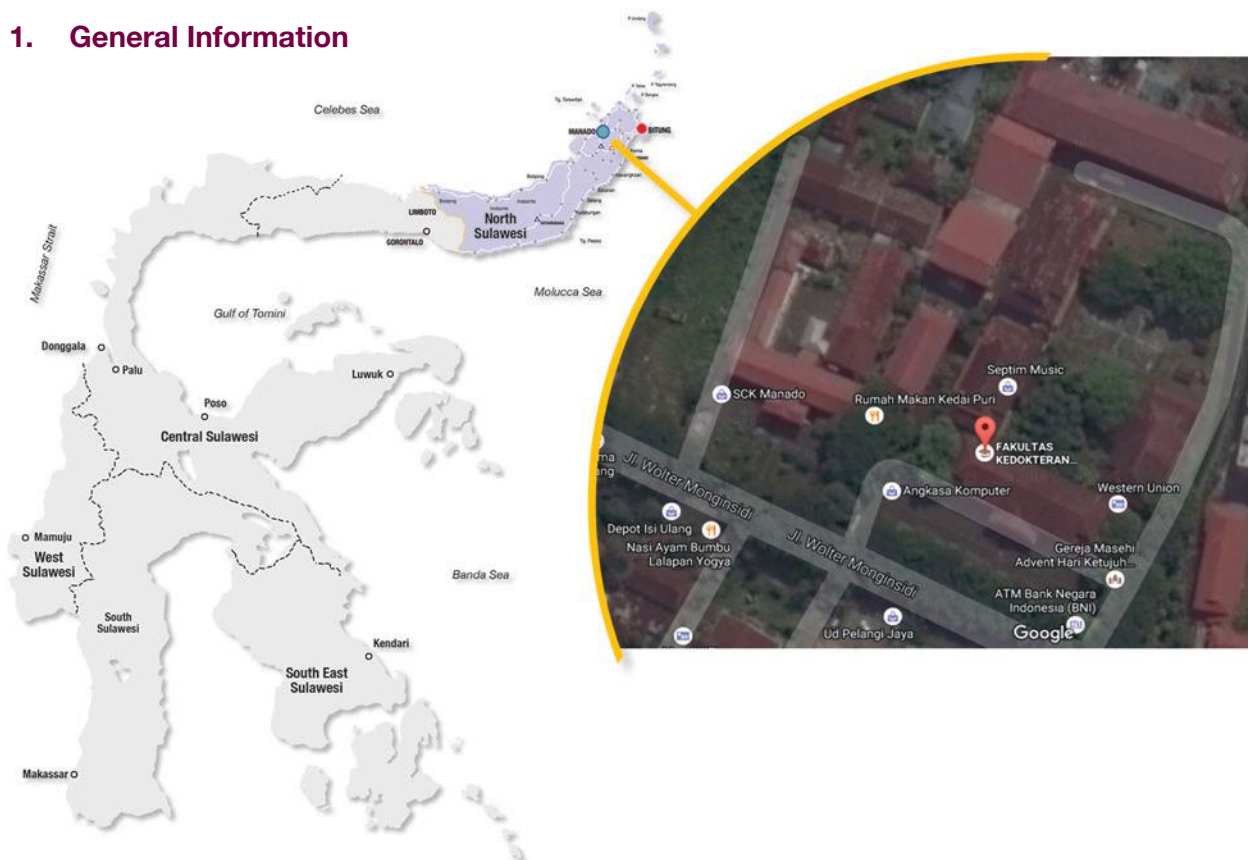 1. General Information
Celebes Sea
MANADO
BITUNG
Makassar Strait
LIMBOTO
GORONTALO
North
Sulawesi
Molucca Sea
Gulf of Tomini
Donggala
Palu
Luwuk
Poso
Central Sulawesi
Mamuju
West
Sulawesi
South
Sulawesi
Banda Sea
Kendari
South East
Sulawesi
Makassar
Septim Music
SCK Manado
Rumah Makan Kedai Puri
FAKULTAS
KEDOKTERAN...
Jl. Wolter Monginsidi
Angkasa Komputer
Western Union
Depot Isi Ulang
Nasi Ayam Bumbu
Lalapan Yogya
Jl. Wolter Monginsidi
Gereja Masehi
Advent Hari Ketujuh...
ATM Bank Negara
Indonesia (BNI)
Ud Pelangi Jaya
Google